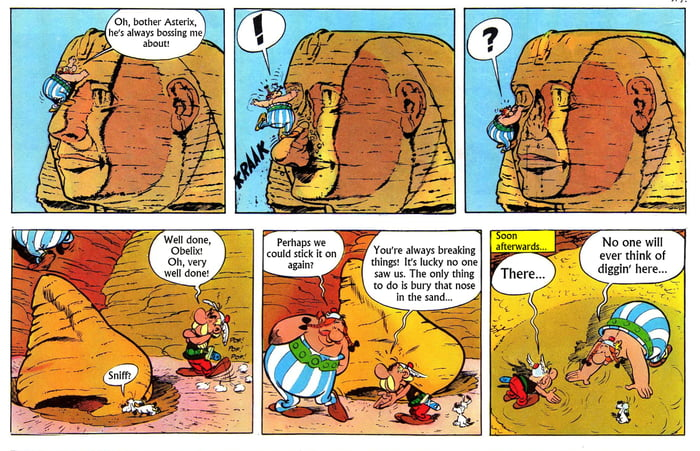 Oh, bother Asterix,
he's always bossing me
about!
!
KRAAK
?
Well done,
Obelix!
Oh, very
well done!
POK!
POK.
POK.
Sniff?
Perhaps we
could stick it on
again?
You're always breaking
things! It's lucky no one
saw us. The only thing
to do is bury that nose
in the sand...
Soon
afterwards...
There...
No one will
ever think of
diggin' here...